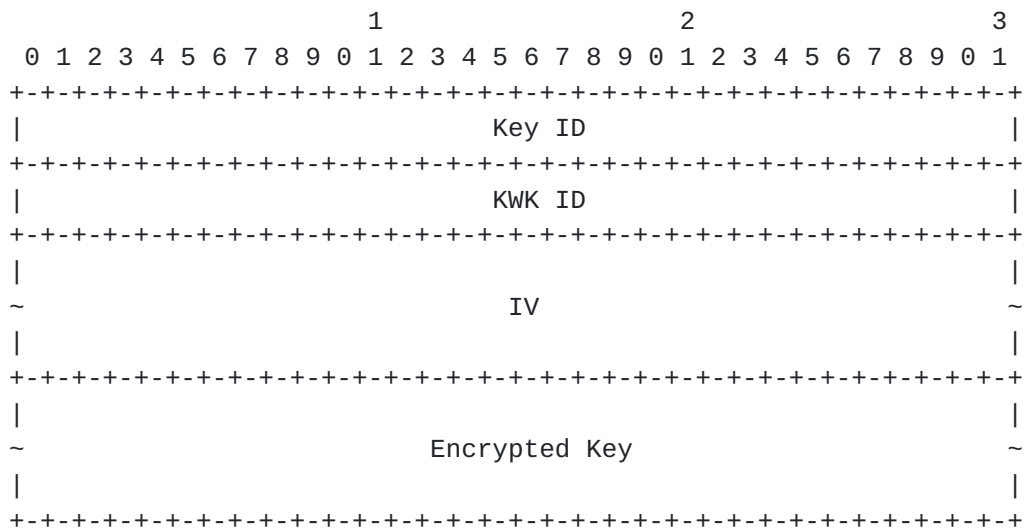 1                   2                   3
 0 1 2 3 4 5 6 7 8 9 0 1 2 3 4 5 6 7 8 9 0 1 2 3 4 5 6 7 8 9 0 1
+-+-+-+-+-+-+-+-+-+-+-+-+-+-+-+-+-+-+-+-+-+-+-+-+-+-+-+-+-+-+-+-+
|                             Key ID                            |
+-+-+-+-+-+-+-+-+-+-+-+-+-+-+-+-+-+-+-+-+-+-+-+-+-+-+-+-+-+-+-+-+
|                             KWK ID                            |
+-+-+-+-+-+-+-+-+-+-+-+-+-+-+-+-+-+-+-+-+-+-+-+-+-+-+-+-+-+-+-+-+
|                                                               |
~                              IV                               ~
|                                                               |
+-+-+-+-+-+-+-+-+-+-+-+-+-+-+-+-+-+-+-+-+-+-+-+-+-+-+-+-+-+-+-+-+
|                                                               |
~                         Encrypted Key                         ~
|                                                               |
+-+-+-+-+-+-+-+-+-+-+-+-+-+-+-+-+-+-+-+-+-+-+-+-+-+-+-+-+-+-+-+-+